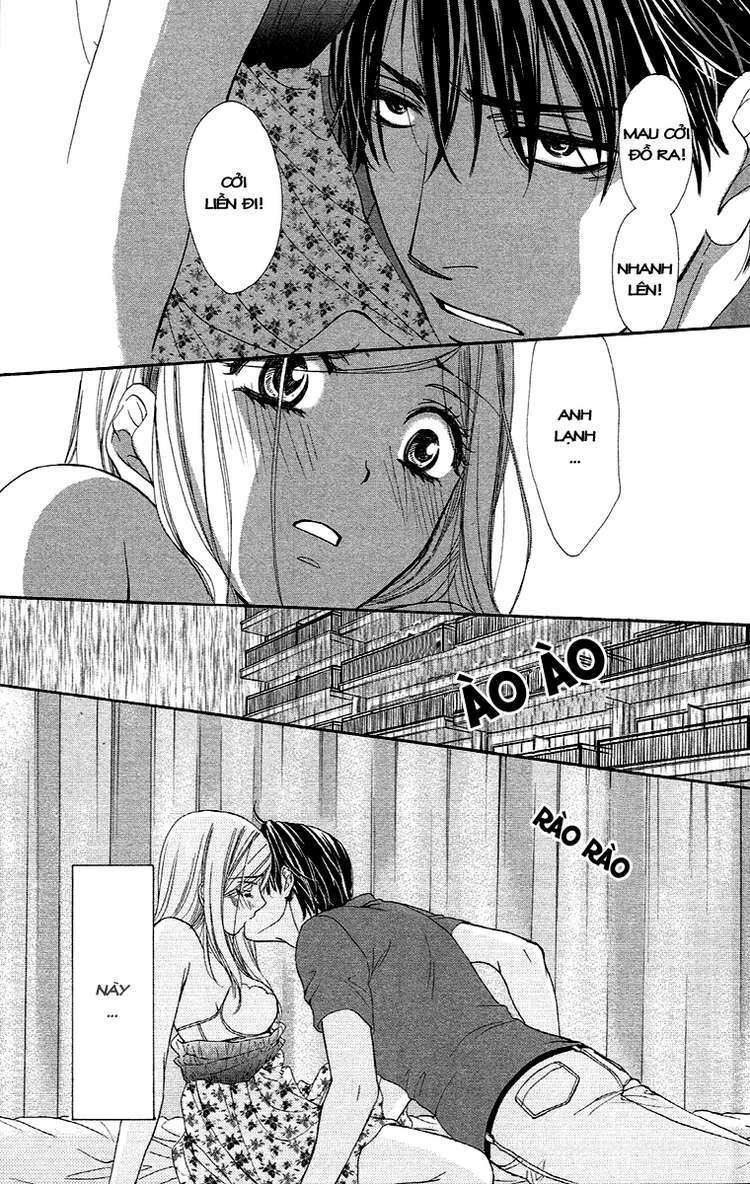 MAU CỞI
ĐỒ RA!
NHANH
LÊN!
CỞI
LIỀN ĐI!
ANH
LẠNH
...
ÀO ÀO
RÀO RÀO
NÀY
...